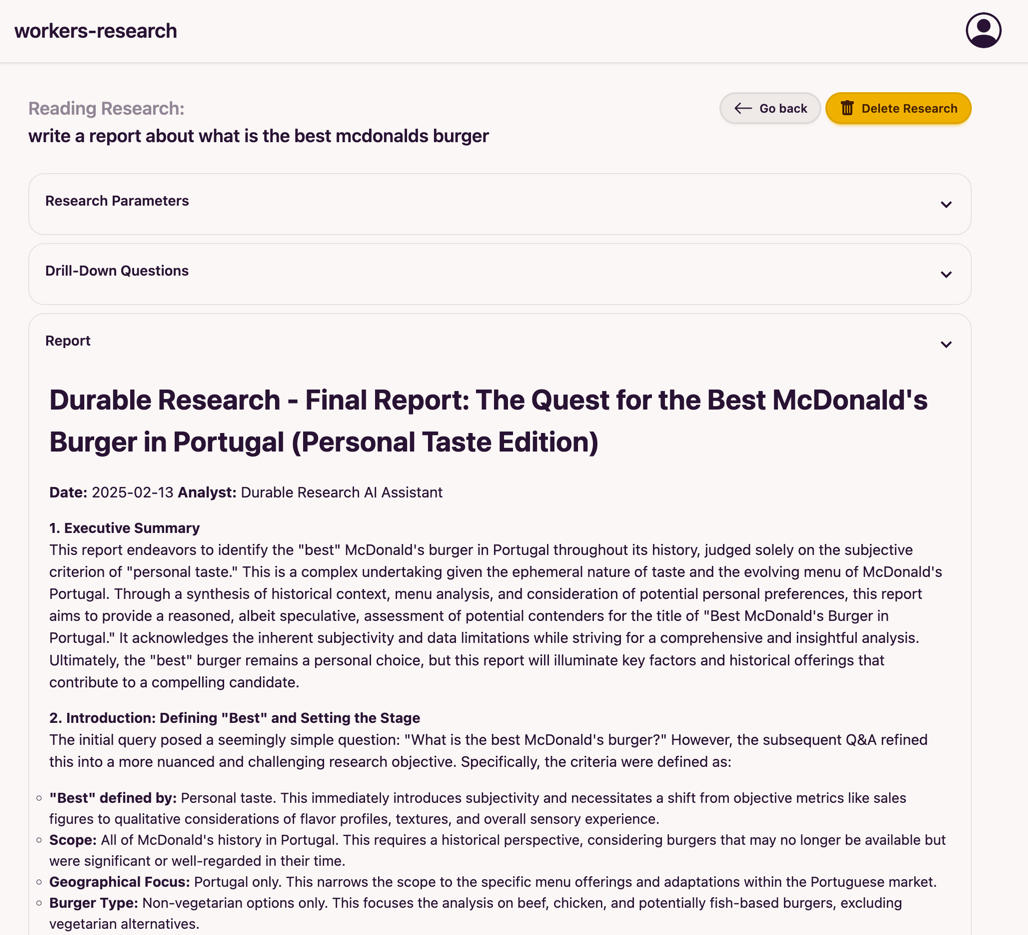 workers-research
Reading Research:
write a report about what is the best mcdonalds burger
Go back
Delete Research
Research Parameters
Drill-Down Questions
Report
Durable Research - Final Report: The Quest for the Best McDonald's
Burger in Portugal (Personal Taste Edition)
Date: 2025-02-13 Analyst: Durable Research AI Assistant
1. Executive Summary
This report endeavors to identify the "best" McDonald's burger in Portugal throughout its history, judged solely on the subjective
criterion of "personal taste." This is a complex undertaking given the ephemeral nature of taste and the evolving menu of McDonald's
Portugal. Through a synthesis of historical context, menu analysis, and consideration of potential personal preferences, this report
aims to provide a reasoned, albeit speculative, assessment of potential contenders for the title of "Best McDonald's Burger in
Portugal." It acknowledges the inherent subjectivity and data limitations while striving for a comprehensive and insightful analysis.
Ultimately, the "best" burger remains a personal choice, but this report will illuminate key factors and historical offerings that
contribute to a compelling candidate.
2. Introduction: Defining "Best" and Setting the Stage
The initial query posed a seemingly simple question: "What is the best McDonald's burger?" However, the subsequent Q&A refined
this into a more nuanced and challenging research objective. Specifically, the criteria were defined as:
"Best" defined by: Personal taste. This immediately introduces subjectivity and necessitates a shift from objective metrics like sales
figures to qualitative considerations of flavor profiles, textures, and overall sensory experience.
Scope: All of McDonald's history in Portugal. This requires a historical perspective, considering burgers that may no longer be available but
were significant or well-regarded in their time.
Geographical Focus: Portugal only. This narrows the scope to the specific menu offerings and adaptations within the Portuguese market.
Burger Type: Non-vegetarian options only. This focuses the analysis on beef, chicken, and potentially fish-based burgers, excluding
vegetarian alternatives.